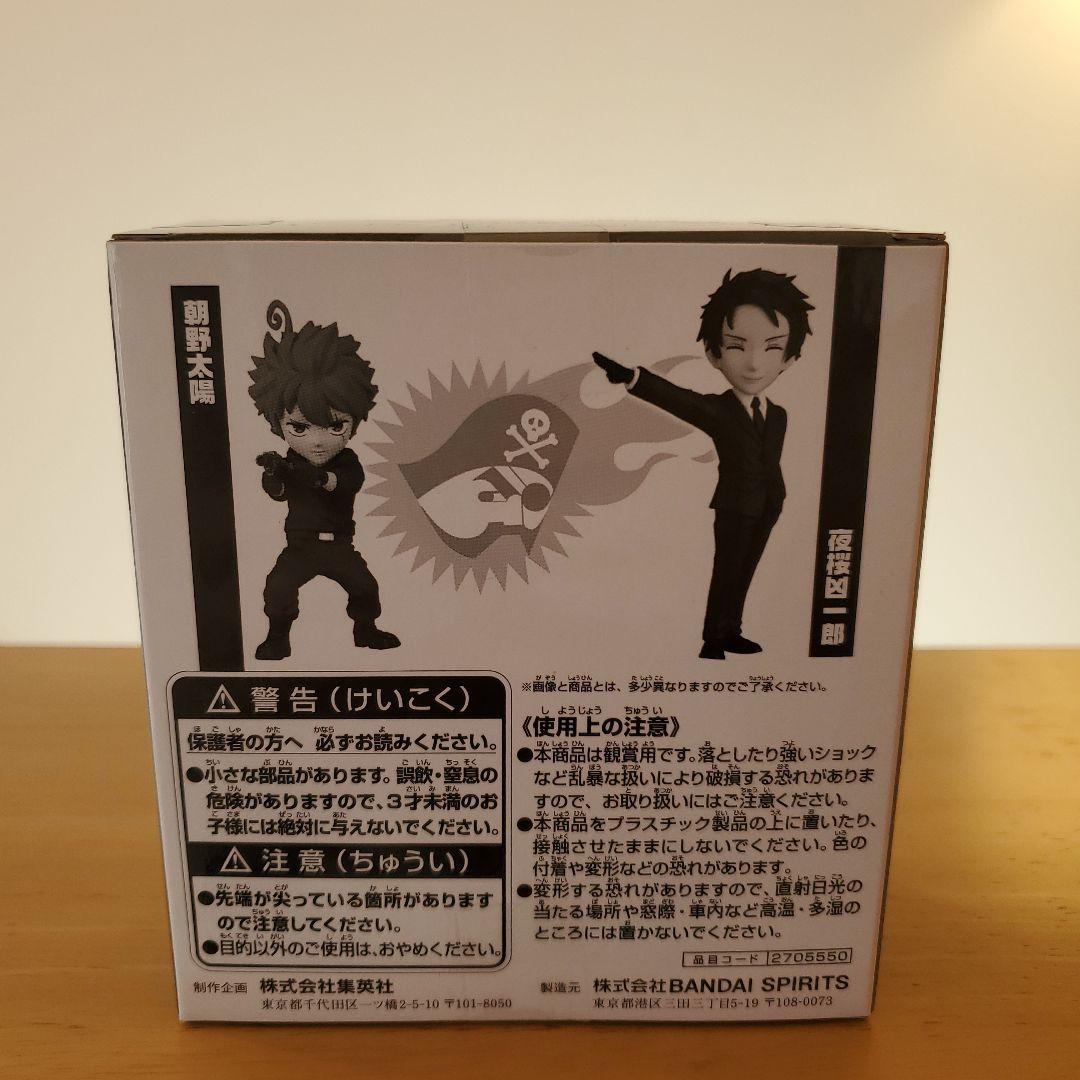 朝野太陽
夜桜凶一郎
警告(けいこく)
保護者の方へ 必ずお読みください。
●小さな部品があります。誤飲・窒息の
危険がありますので、3才未満のお
子様には絶対に与えないでください。
注意(ちゅうい)
●先端が尖っている箇所があります
ので注意してください。
●目的以外のご使用は、おやめください。
制作企画 株式会社集英社
東京都千代田区一ツ橋2-5-10 〒101-8050
※画像と商品とは、多少異なりますのでご了承ください。
《使用上の注意》
●本商品は観賞用です。落としたり強いショック
など乱暴な扱いにより破損する恐れがありま
すので、お取り扱いにはご注意ください。
●本商品をプラスチック製品の上に置いたり、
接触させたままにしないでください。色の
付着や変形などの恐れがあります。
●変形する恐れがありますので、直射日光の
当たる場所や窓際・車内など高温・多湿の
ところには置かないでください。
品目コード 2705550
製造元 株式会社BANDAI SPIRITS
東京都港区三田三丁目5-19 〒108-0073